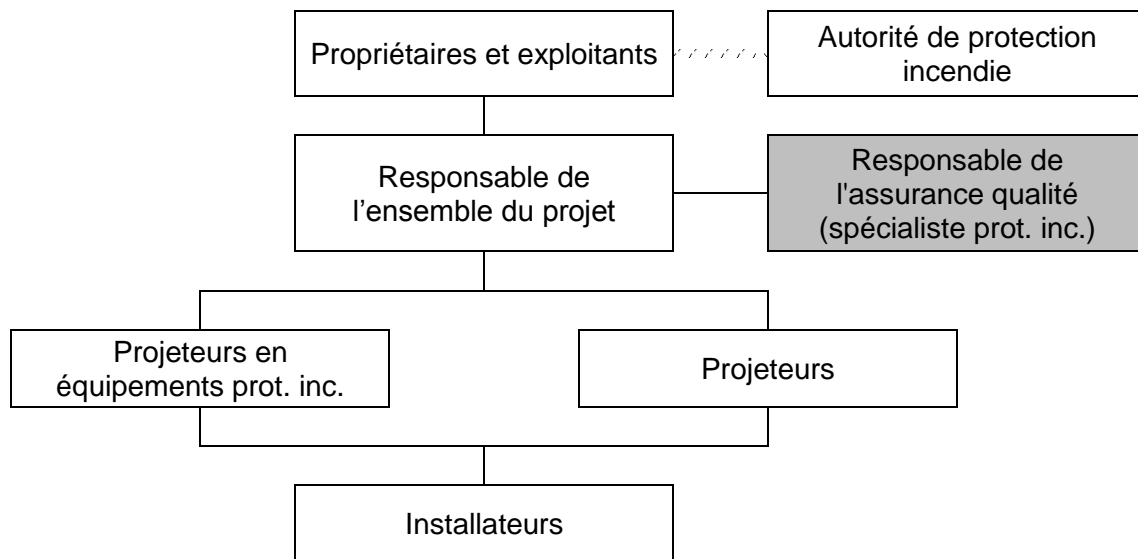 Propriétaires et exploitants
Autorité de protection
incendie
Responsable de
l’ensemble du projet
Responsable de
l'assurance qualité
(spécialiste prot. inc.)
Projeteurs en
équipements prot. inc.
Projeteurs
Installateurs